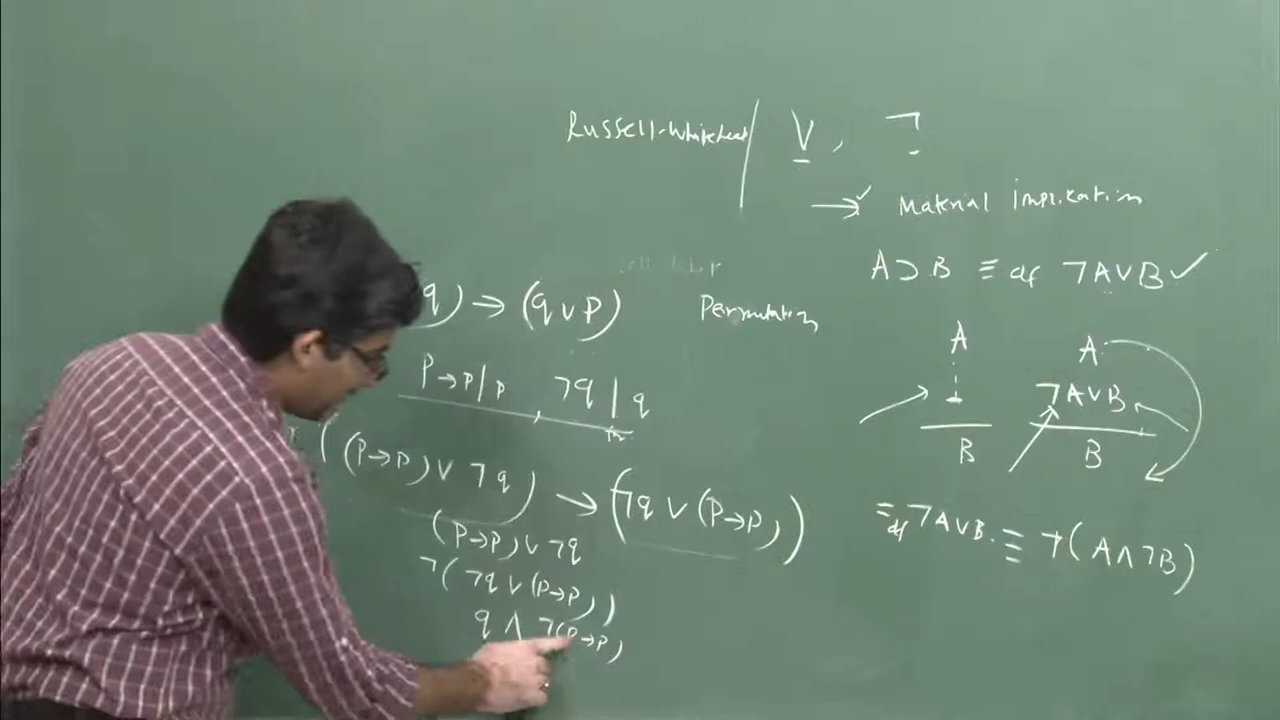 Russell-Whitehead | ∨, ¬
→ ✓ Material Implication
A ⊃ B ≡ df ¬A∨B ✓
q) → (q ∨ p) Permutation
P→P/P ¬q | q
((P→P) ∨ ¬q) → (¬q ∨ (P→P))
(P→P) ∨ ¬q
¬(¬q ∨ (P→P))
q ∧ ¬(P→P)
A
B
A
¬A∨B
B
≡ df ¬A∨B. ≡ ¬(A∧¬B)